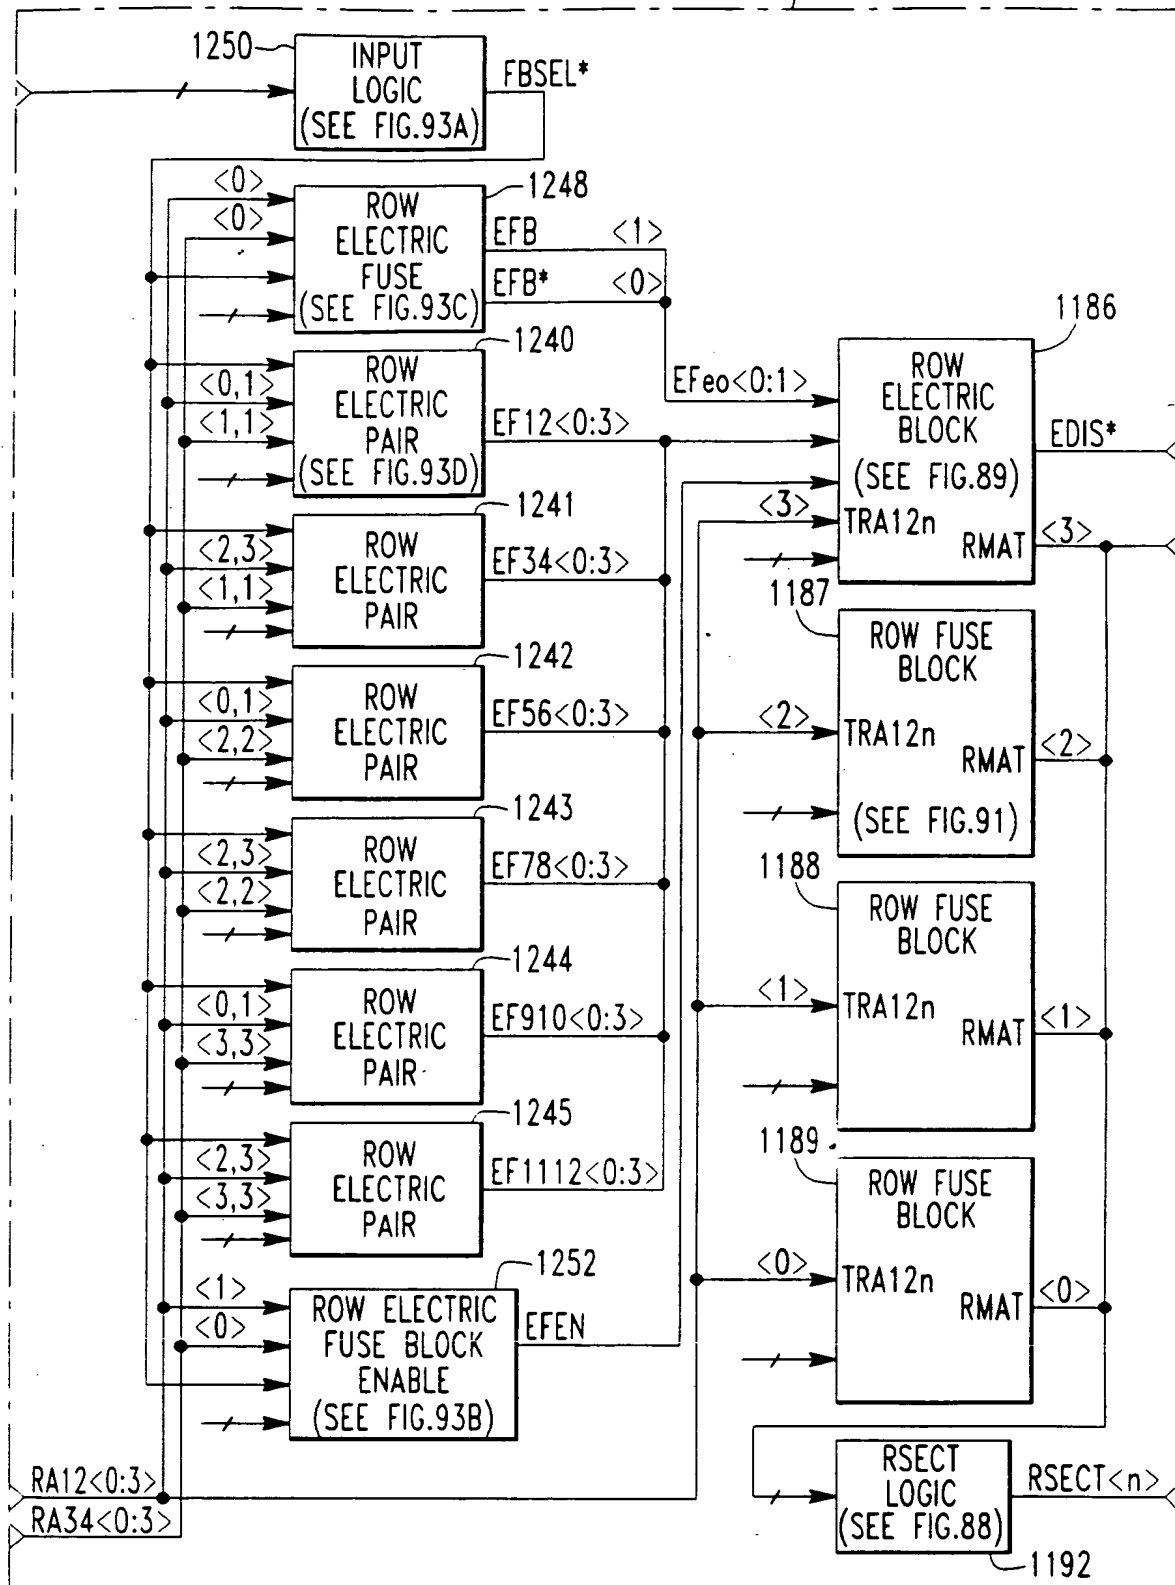 1250
INPUT
LOGIC
(SEE FIG.93A)
FBSEL*
<0>
<0>
1248
ROW
ELECTRIC
FUSE
(SEE FIG.93C)
EFB
<1>
EFB*
<0>
1240
<0,1>
<1,1>
ROW
ELECTRIC
PAIR
(SEE FIG.93D)
EF12<0:3>
1241
<2,3>
<1,1>
ROW
ELECTRIC
PAIR
EF34<0:3>
1242
<0,1>
<2,2>
ROW
ELECTRIC
PAIR
EF56<0:3>
1243
<2,3>
<2,2>
ROW
ELECTRIC
PAIR
EF78<0:3>
1244
<0,1>
<3,3>
ROW
ELECTRIC
PAIR
EF910<0:3>
1245
<2,3>
<3,3>
ROW
ELECTRIC
PAIR
EF1112<0:3>
1252
<1>
<0>
ROW ELECTRIC
FUSE BLOCK
ENABLE
(SEE FIG.93B)
EFEN
RA12<0:3>
RA34<0:3>
1186
EFeo<0:1>
ROW
ELECTRIC
BLOCK
(SEE FIG.89)
EDIS*
<3>
TRA12n
RMAT
<3>
1187
ROW FUSE
BLOCK
<2>
TRA12n
RMAT
<2>
(SEE FIG.91)
1188
ROW FUSE
BLOCK
<1>
TRA12n
RMAT
<1>
1189
ROW FUSE
BLOCK
<0>
TRA12n
RMAT
<0>
RSECT
LOGIC
(SEE FIG.88)
RSECT<n>
1192